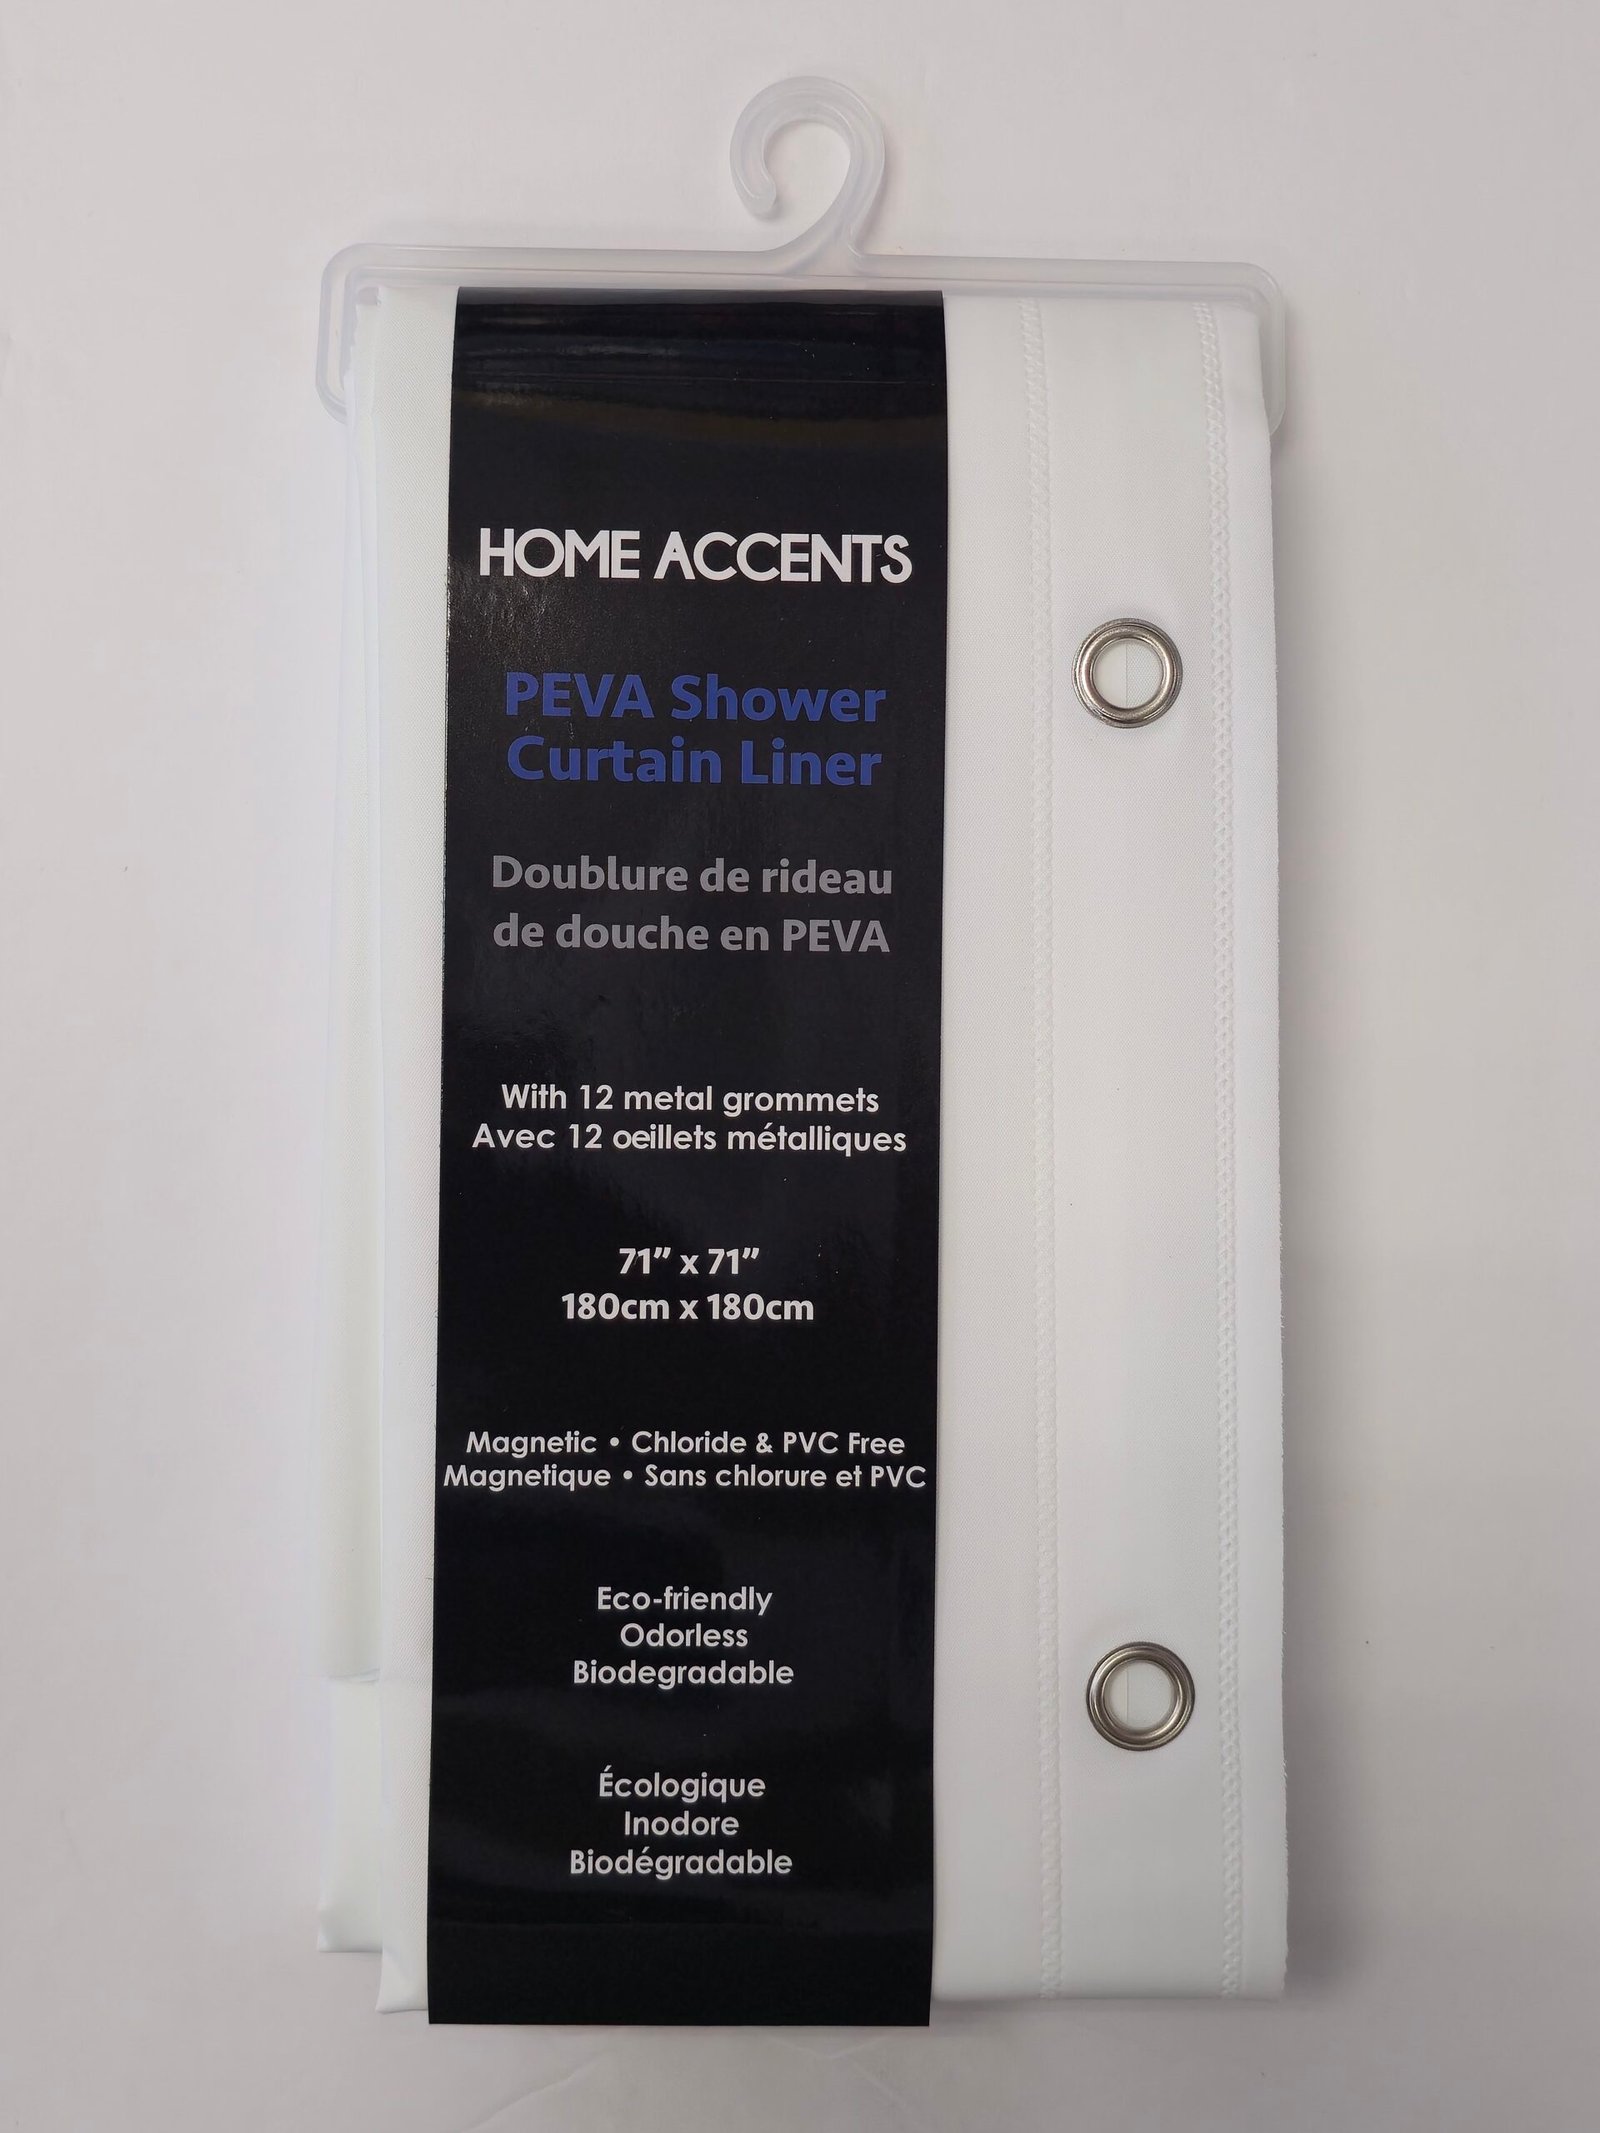 HOME ACCENTS
PEVA Shower
Curtain Liner
Doublure de rideau
de douche en PEVA
With 12 metal grommets
Avec 12 oeillets métalliques
71” x 71”
180cm x 180cm
Magnetic • Chloride & PVC Free
Magnetique • Sans chlorure et PVC
Eco-friendly
Odorless
Biodegradable
Écologique
Inodore
Biodégradable